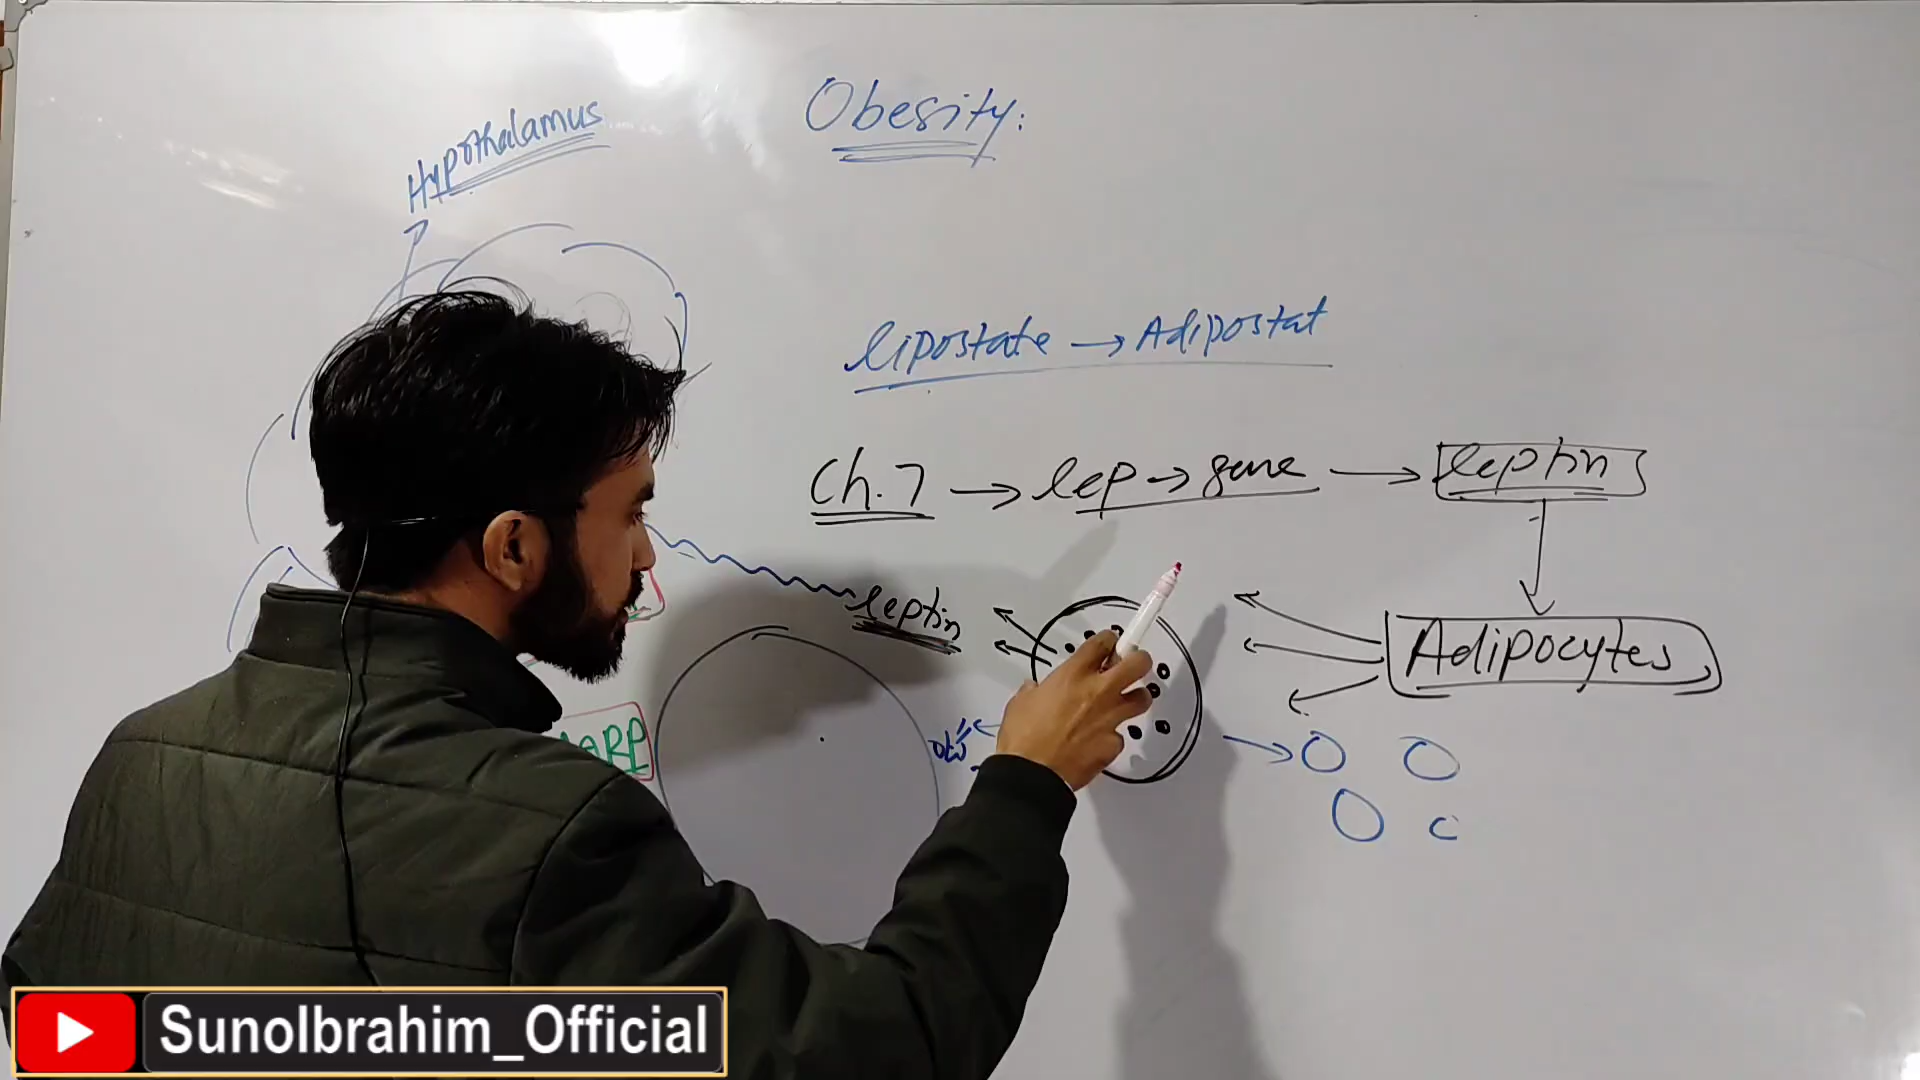 Obesity:
Hypothalamus
lipostate → Adipostat
Ch.7 → lep → gene → leptin
leptin
Adipocytes
SunoIbrahim_Official